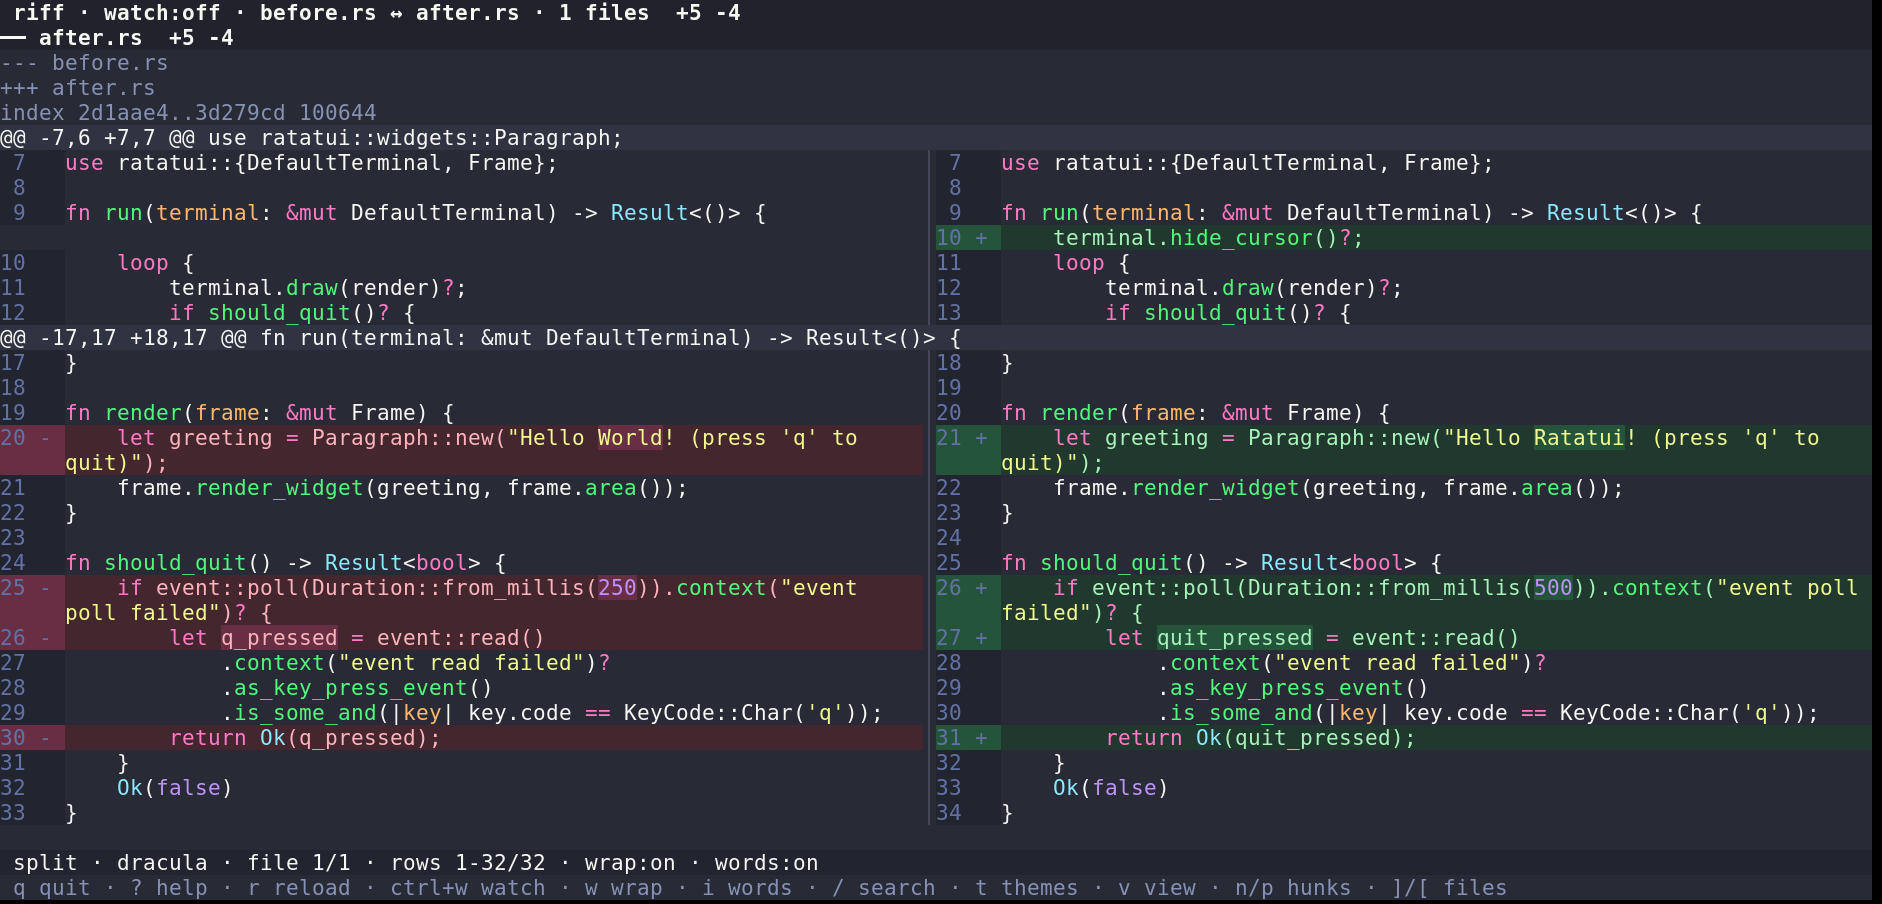 riff · watch:off · before.rs ↔ after.rs · 1 files  +5 -4
── after.rs  +5 -4
--- before.rs
+++ after.rs
index 2d1aae4..3d279cd 100644
@@ -7,6 +7,7 @@ use ratatui::widgets::Paragraph;
 7   use ratatui::{DefaultTerminal, Frame};
 8
 9   fn run(terminal: &mut DefaultTerminal) -> Result<()> {
10       loop {
11           terminal.draw(render)?;
12           if should_quit()? {
 7   use ratatui::{DefaultTerminal, Frame};
 8
 9   fn run(terminal: &mut DefaultTerminal) -> Result<()> {
10 +     terminal.hide_cursor()?;
11       loop {
12           terminal.draw(render)?;
13           if should_quit()? {
@@ -17,17 +18,17 @@ fn run(terminal: &mut DefaultTerminal) -> Result<()> {
17   }
18
19   fn render(frame: &mut Frame) {
20 -     let greeting = Paragraph::new("Hello World! (press 'q' to
     quit)");
21       frame.render_widget(greeting, frame.area());
22   }
23
24   fn should_quit() -> Result<bool> {
25 -     if event::poll(Duration::from_millis(250)).context("event
     poll failed")? {
26 -         let q_pressed = event::read()
27               .context("event read failed")?
28               .as_key_press_event()
29               .is_some_and(|key| key.code == KeyCode::Char('q'));
30 -         return Ok(q_pressed);
31       }
32       Ok(false)
33   }
18   }
19
20   fn render(frame: &mut Frame) {
21 +     let greeting = Paragraph::new("Hello Ratatui! (press 'q' to
     quit)");
22       frame.render_widget(greeting, frame.area());
23   }
24
25   fn should_quit() -> Result<bool> {
26 +     if event::poll(Duration::from_millis(500)).context("event poll
     failed")? {
27 +         let quit_pressed = event::read()
28               .context("event read failed")?
29               .as_key_press_event()
30               .is_some_and(|key| key.code == KeyCode::Char('q'));
31 +         return Ok(quit_pressed);
32       }
33       Ok(false)
34   }
split · dracula · file 1/1 · rows 1-32/32 · wrap:on · words:on
q quit · ? help · r reload · ctrl+w watch · w wrap · i words · / search · t themes · v view · n/p hunks · ]/[ files